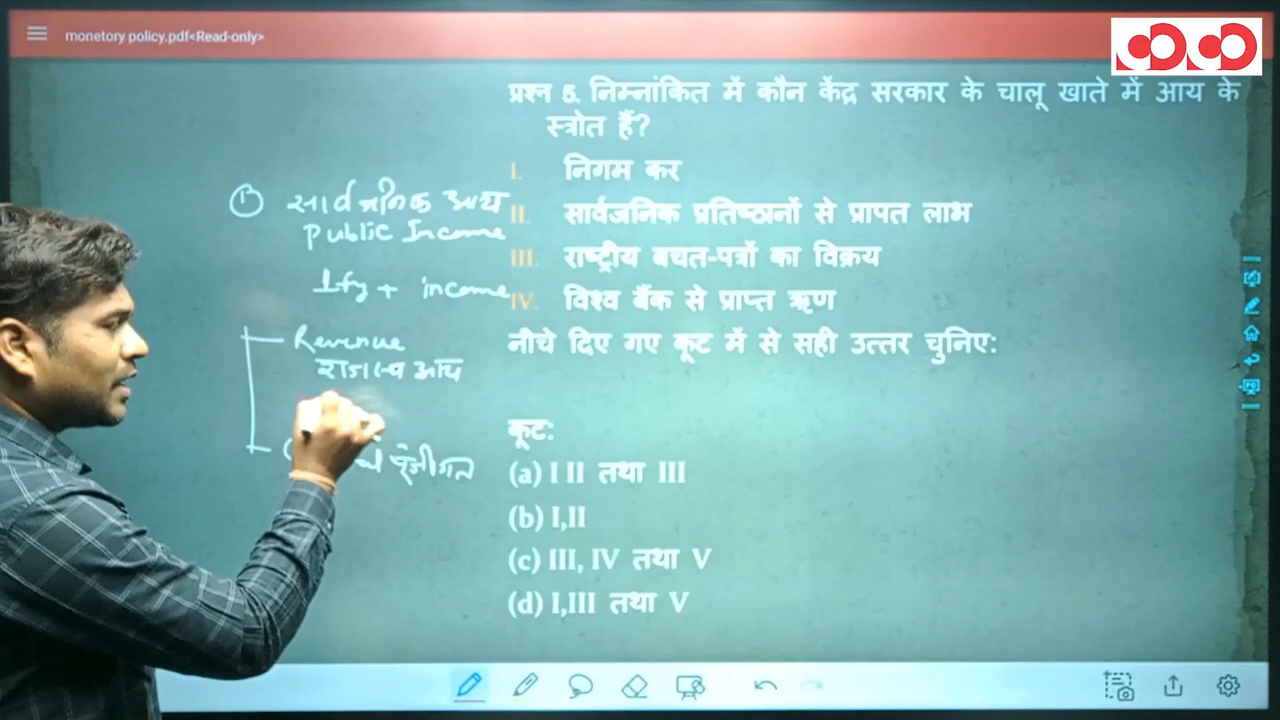 monetory policy.pdf<Read-only>
प्रश्न 5. निम्नांकित में कौन केंद्र सरकार के चालू खाते में आय के
स्त्रोत हैं?
I. निगम कर
II. सार्वजनिक प्रतिष्ठानों से प्रापत लाभ
III. राष्ट्रीय बचत-पत्रों का विक्रय
IV. विश्व बैंक से प्राप्त ऋण
नीचे दिए गए कूट में से सही उत्तर चुनिए:
कूट:
(a) I II तथा III
(b) I,II
(c) III, IV तथा V
(d) I,III तथा V
① सार्वजनिक आय
Public Income
+ income
Revenue
राजस्व आय
पूंजीगत